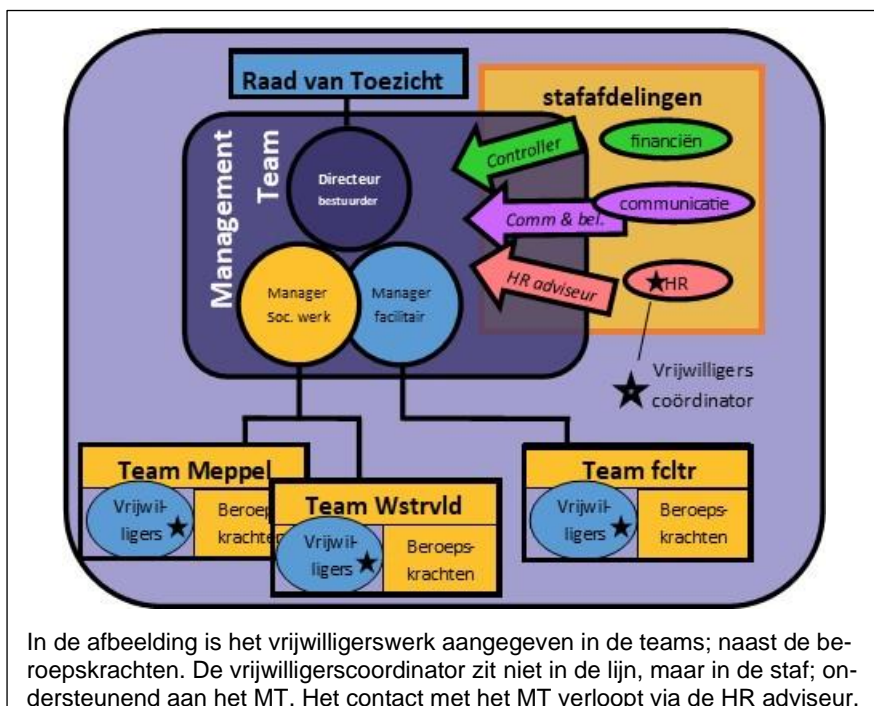 Raad van Toezicht
stafafdelingen
Management
Team
Directeur
bestuurder
Controller
financiën
Comm & bel.
communicatie
HR adviseur
HR
Manager
Soc. werk
Manager
facilitair
Vrijwilligers
coördinator
Team Meppel
Vrijwil-
ligers
Beroep
krachten
Team Wstrvld
Vrijwil-
ligers
Beroeps-
krachten
Team fcltr
Vrijwil-
ligers
Beroeps-
krachten
In de afbeelding is het vrijwilligerswerk aangegeven in de teams; naast de be-
roepskrachten. De vrijwilligerscoordinator zit niet in de lijn, maar in de staf; on-
dersteunend aan het MT. Het contact met het MT verloopt via de HR adviseur.